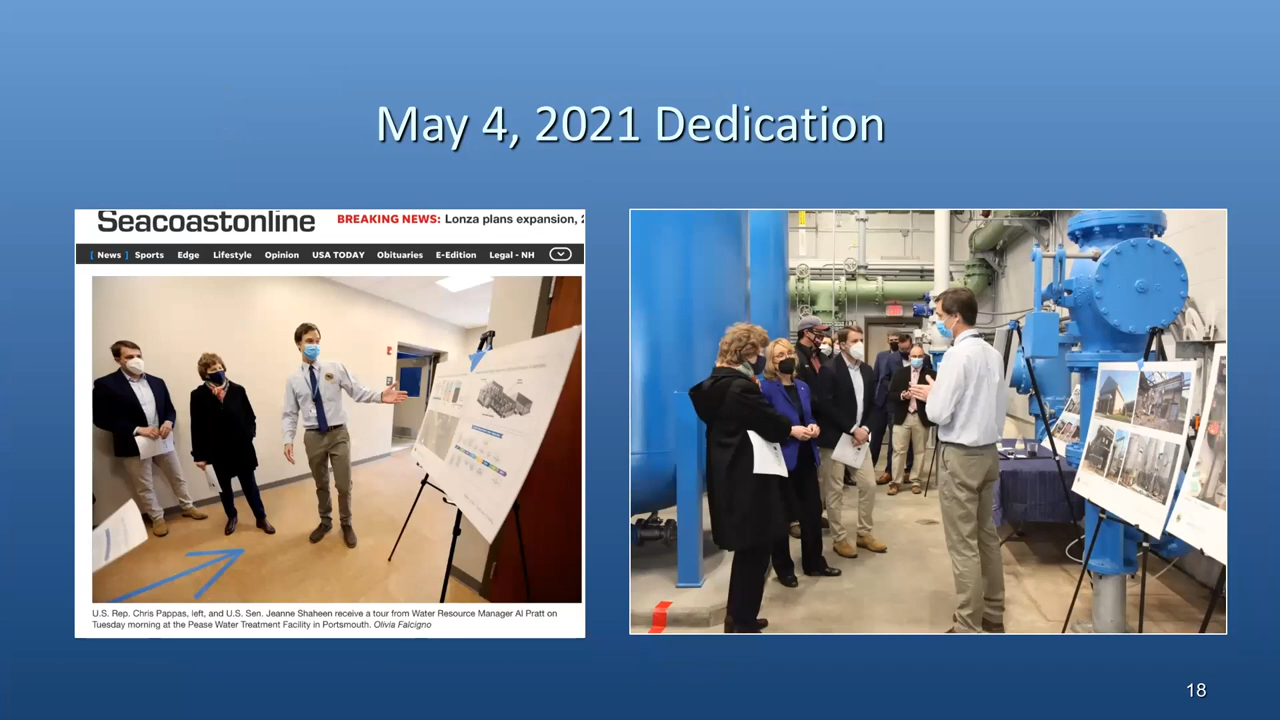 May 4, 2021 Dedication
Seacoastonline
BREAKING NEWS: Lonza plans expansion,
[ News ] Sports Edge Lifestyle Opinion USA TODAY Obituaries E-Edition Legal - NH
U.S. Rep. Chris Pappas, left, and U.S. Sen. Jeanne Shaheen receive a tour from Water Resource Manager Al Pratt on
Tuesday morning at the Pease Water Treatment Facility in Portsmouth. Olivia Falcigno
18